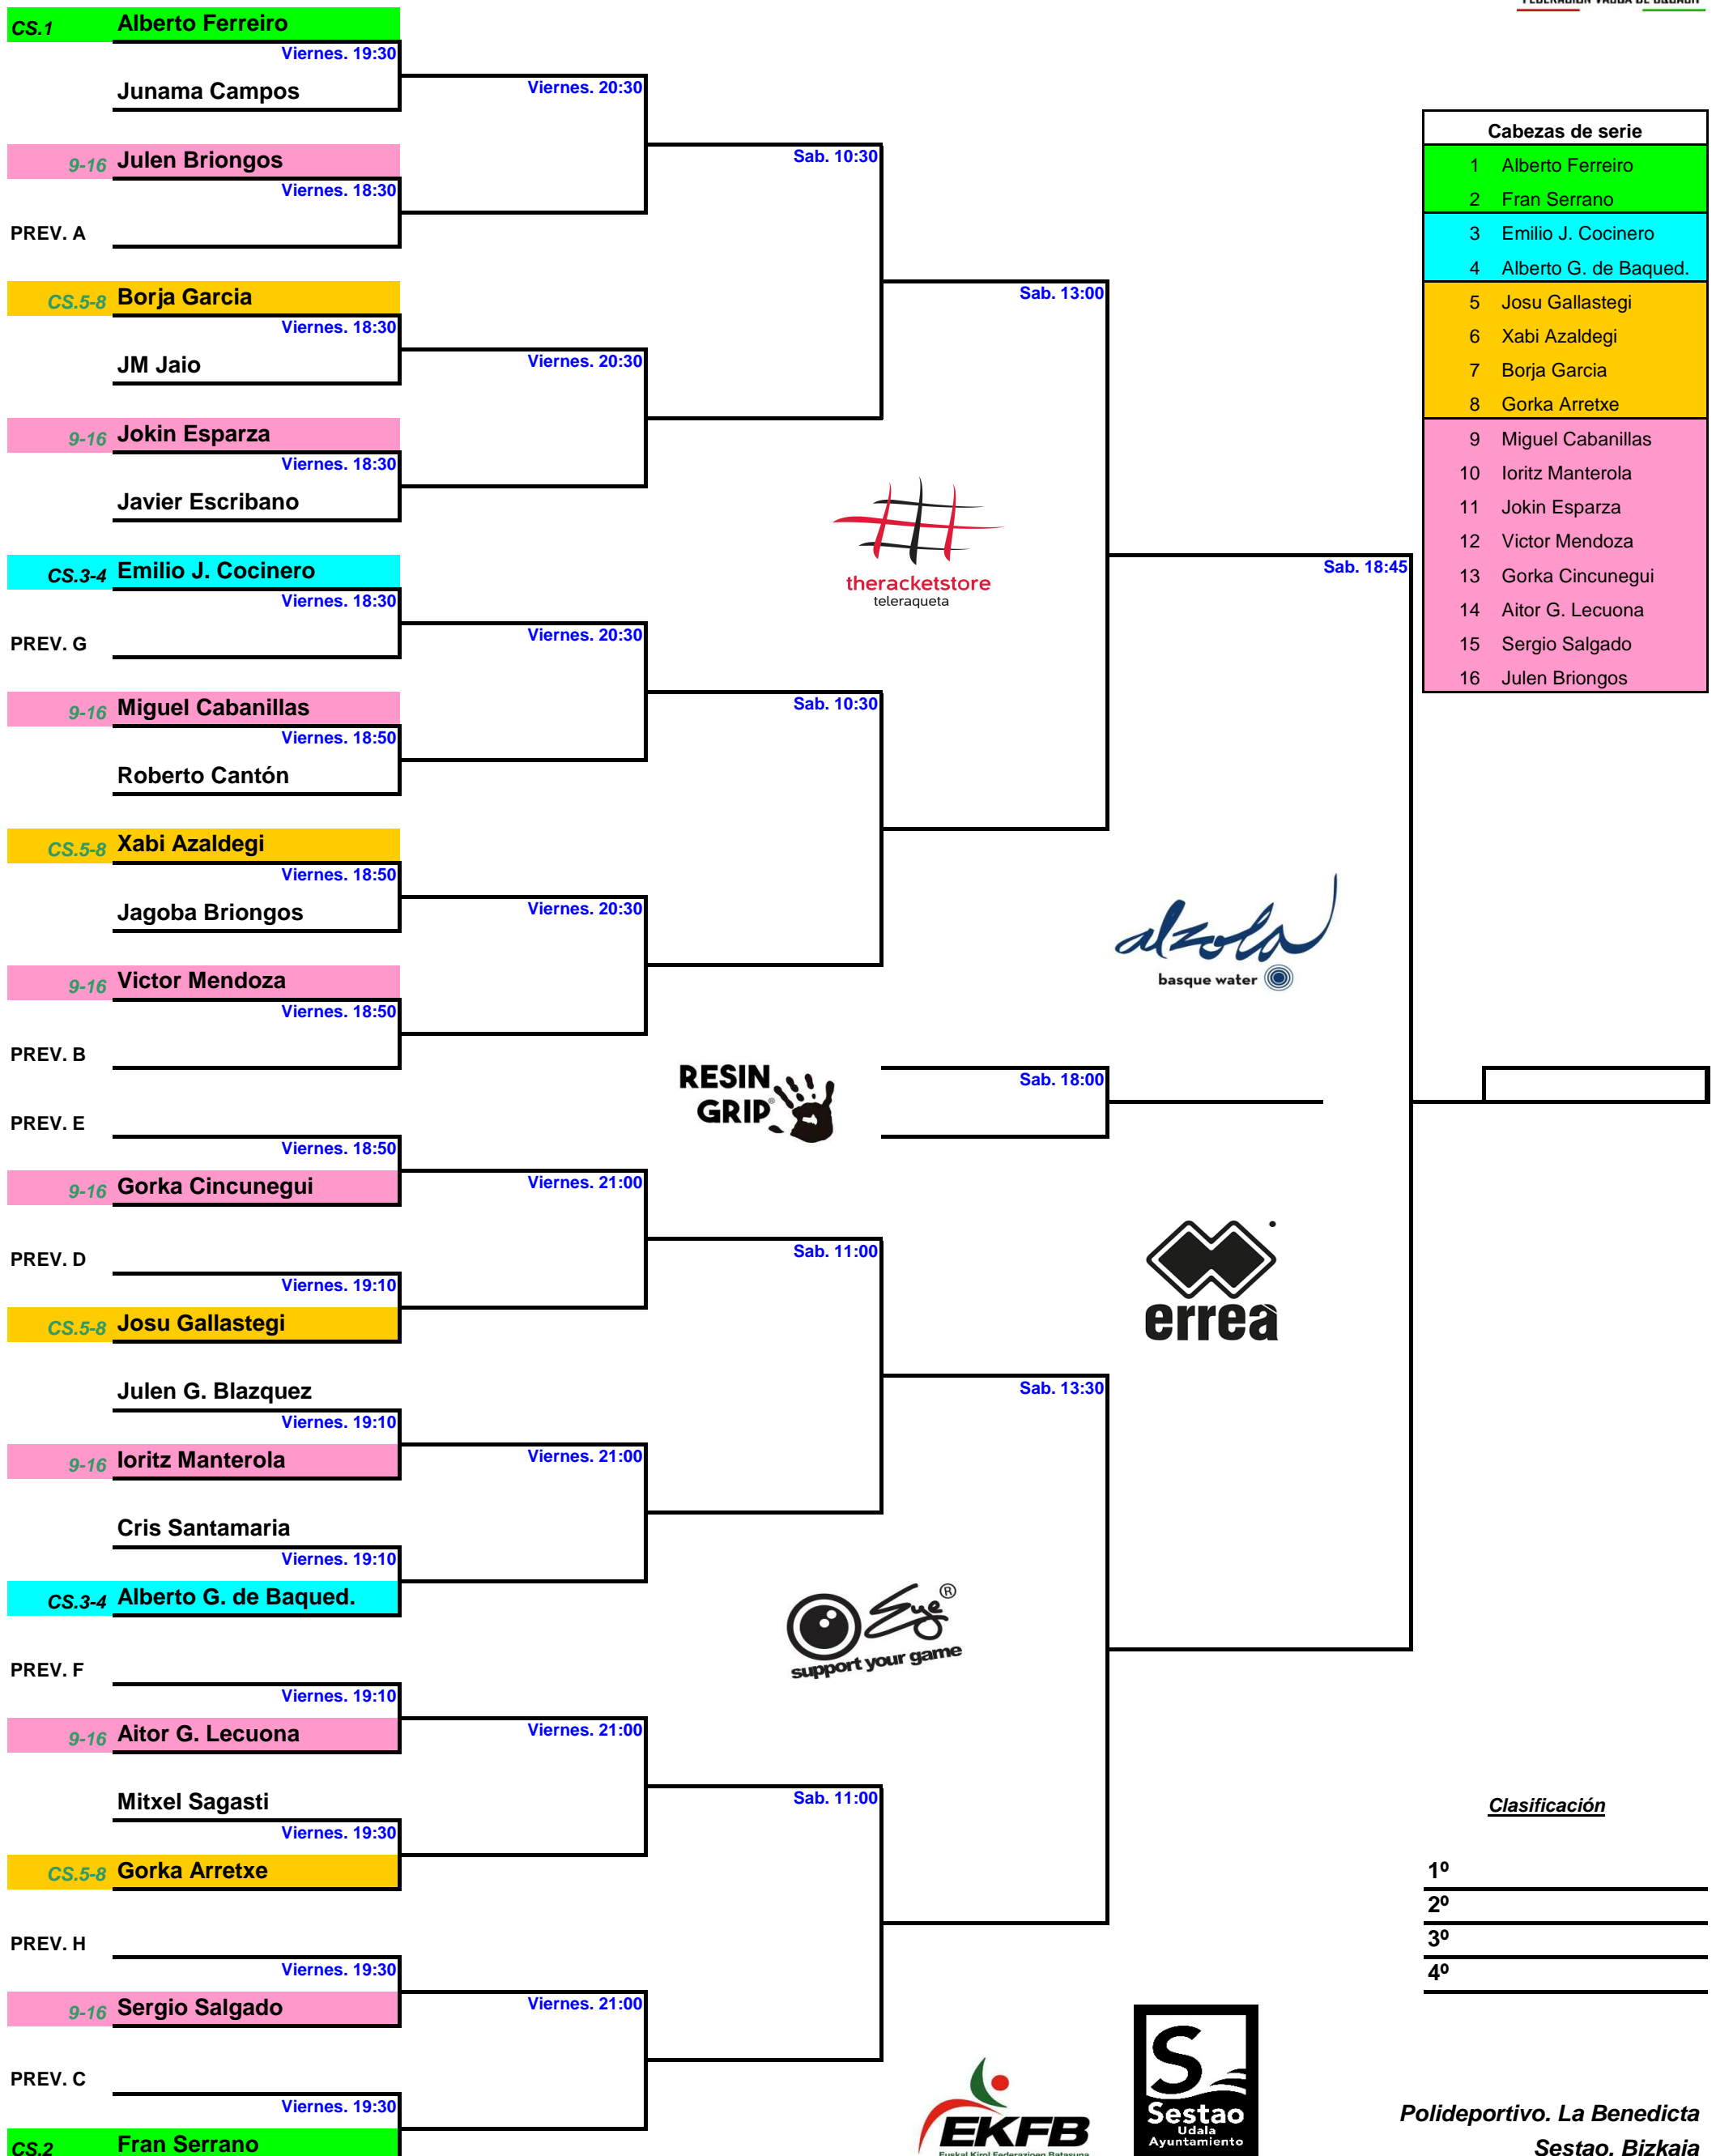 FEDERACIÓN VASCA DE SQUASH
CS.1 Alberto Ferreiro
Viernes. 19:30
Junama Campos
Viernes. 20:30
9-16 Julen Briongos
Sab. 10:30
Viernes. 18:30
PREV. A
CS.5-8 Borja Garcia
Sab. 13:00
Viernes. 18:30
JM Jaio
Viernes. 20:30
9-16 Jokin Esparza
Viernes. 18:30
Javier Escribano
CS.3-4 Emilio J. Cocinero
Sab. 18:45
Viernes. 18:30
PREV. G
Viernes. 20:30
9-16 Miguel Cabanillas
Sab. 10:30
Viernes. 18:50
Roberto Cantón
CS.5-8 Xabi Azaldegi
Viernes. 18:50
Jagoba Briongos
Viernes. 20:30
9-16 Victor Mendoza
Viernes. 18:50
PREV. B
Sab. 18:00
PREV. E
Viernes. 18:50
9-16 Gorka Cincunegui
Viernes. 21:00
PREV. D
Sab. 11:00
Viernes. 19:10
CS.5-8 Josu Gallastegi
Julen G. Blazquez
Sab. 13:30
Viernes. 19:10
9-16 Ioritz Manterola
Viernes. 21:00
Cris Santamaria
Viernes. 19:10
CS.3-4 Alberto G. de Baqued.
PREV. F
Viernes. 19:10
9-16 Aitor G. Lecuona
Viernes. 21:00
Mitxel Sagasti
Sab. 11:00
Viernes. 19:30
CS.5-8 Gorka Arretxe
PREV. H
Viernes. 19:30
9-16 Sergio Salgado
Viernes. 21:00
PREV. C
Viernes. 19:30
CS.2 Fran Serrano
Cabezas de serie
1 Alberto Ferreiro
2 Fran Serrano
3 Emilio J. Cocinero
4 Alberto G. de Baqued.
5 Josu Gallastegi
6 Xabi Azaldegi
7 Borja Garcia
8 Gorka Arretxe
9 Miguel Cabanillas
10 Ioritz Manterola
11 Jokin Esparza
12 Victor Mendoza
13 Gorka Cincunegui
14 Aitor G. Lecuona
15 Sergio Salgado
16 Julen Briongos
theracketstore
teleraqueta
alzola
basque water
RESIN
GRIP®
erreà
Eye®
support your game
Clasificación
1º
2º
3º
4º
EKFB
Euskal Kirol Federazioen Batasuna
S
Sestao
Udala
Ayuntamiento
Polideportivo. La Benedicta
Sestao. Bizkaia